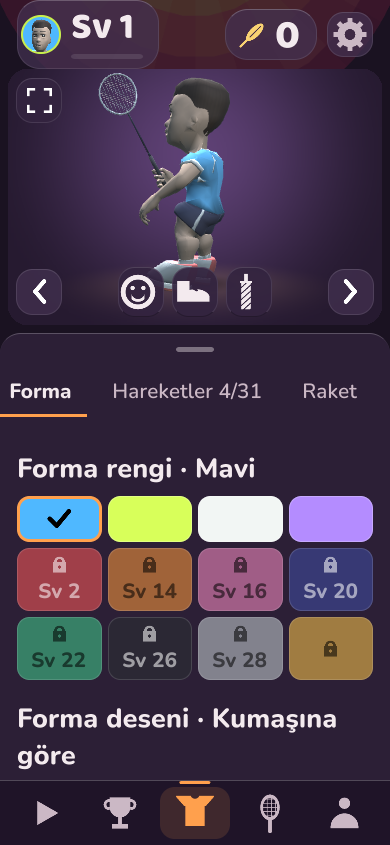 Sv 1
0
Forma
Hareketler 4/31
Raket
Forma rengi · Mavi
Sv 2
Sv 14
Sv 16
Sv 20
Sv 22
Sv 26
Sv 28
Forma deseni · Kumaşına
göre